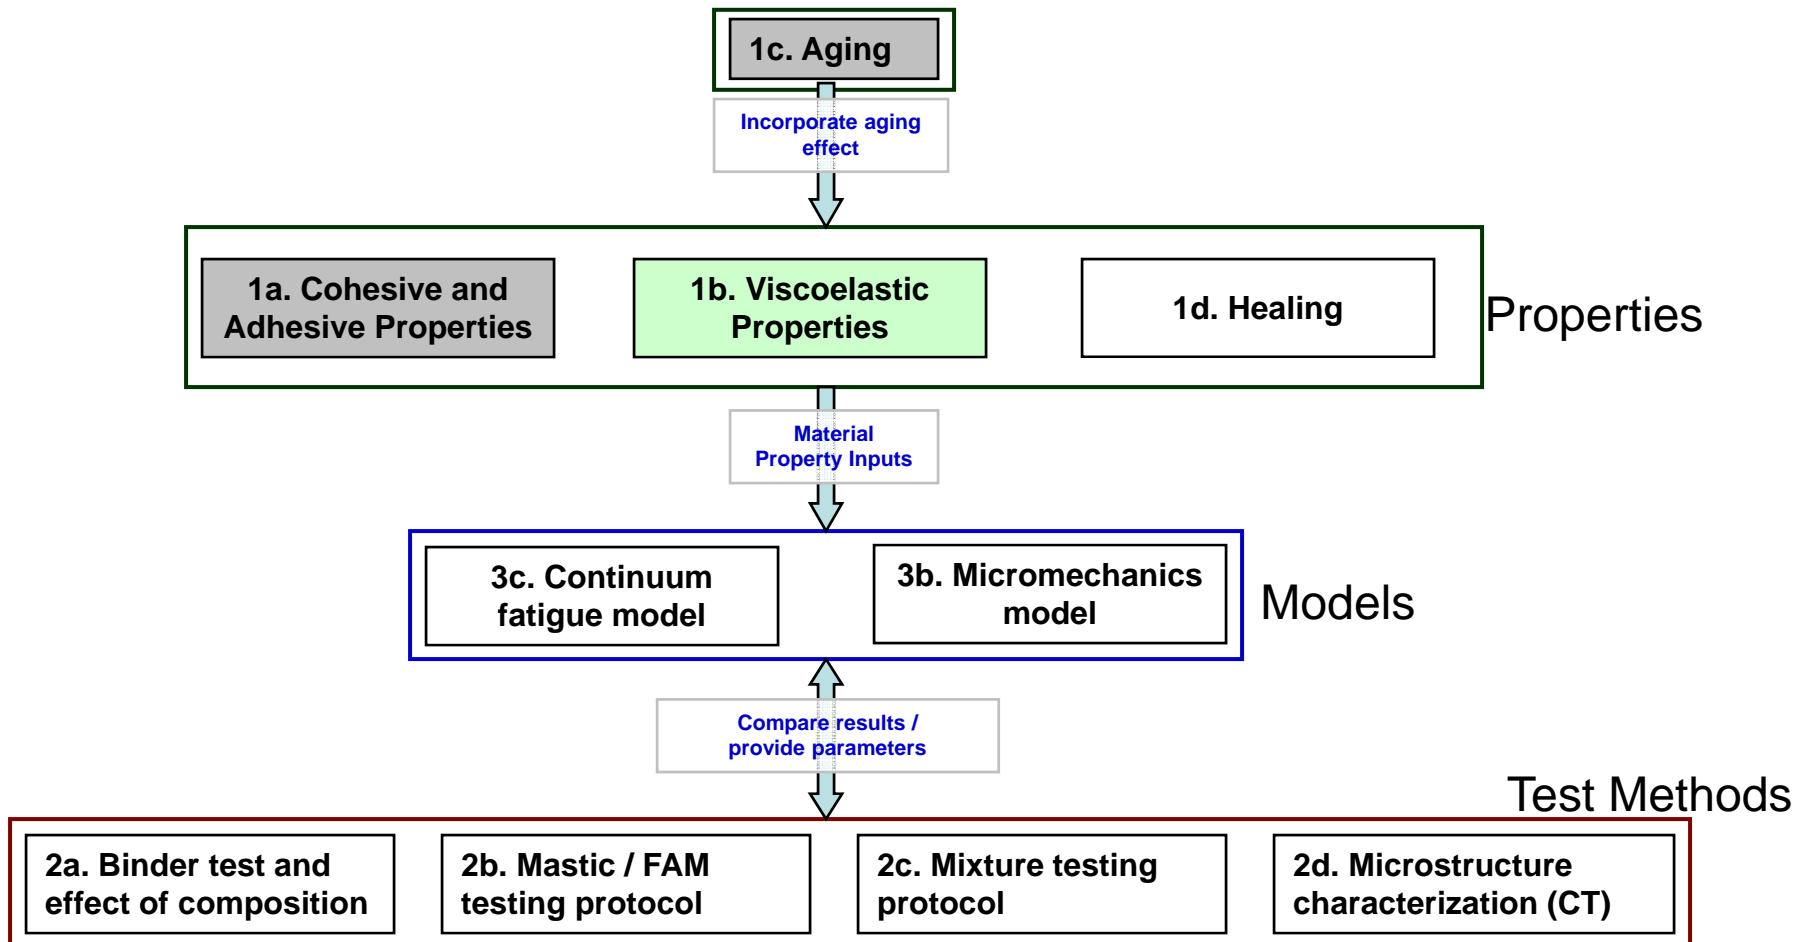 1c. Aging
Incorporate aging
effect
1a. Cohesive and
Adhesive Properties
1b. Viscoelastic
Properties
1d. Healing
Properties
Material
Property Inputs
3c. Continuum
fatigue model
3b. Micromechanics
model
Models
Compare results /
provide parameters
Test Methods
2a. Binder test and
effect of composition
2b. Mastic / FAM
testing protocol
2c. Mixture testing
protocol
2d. Microstructure
characterization (CT)